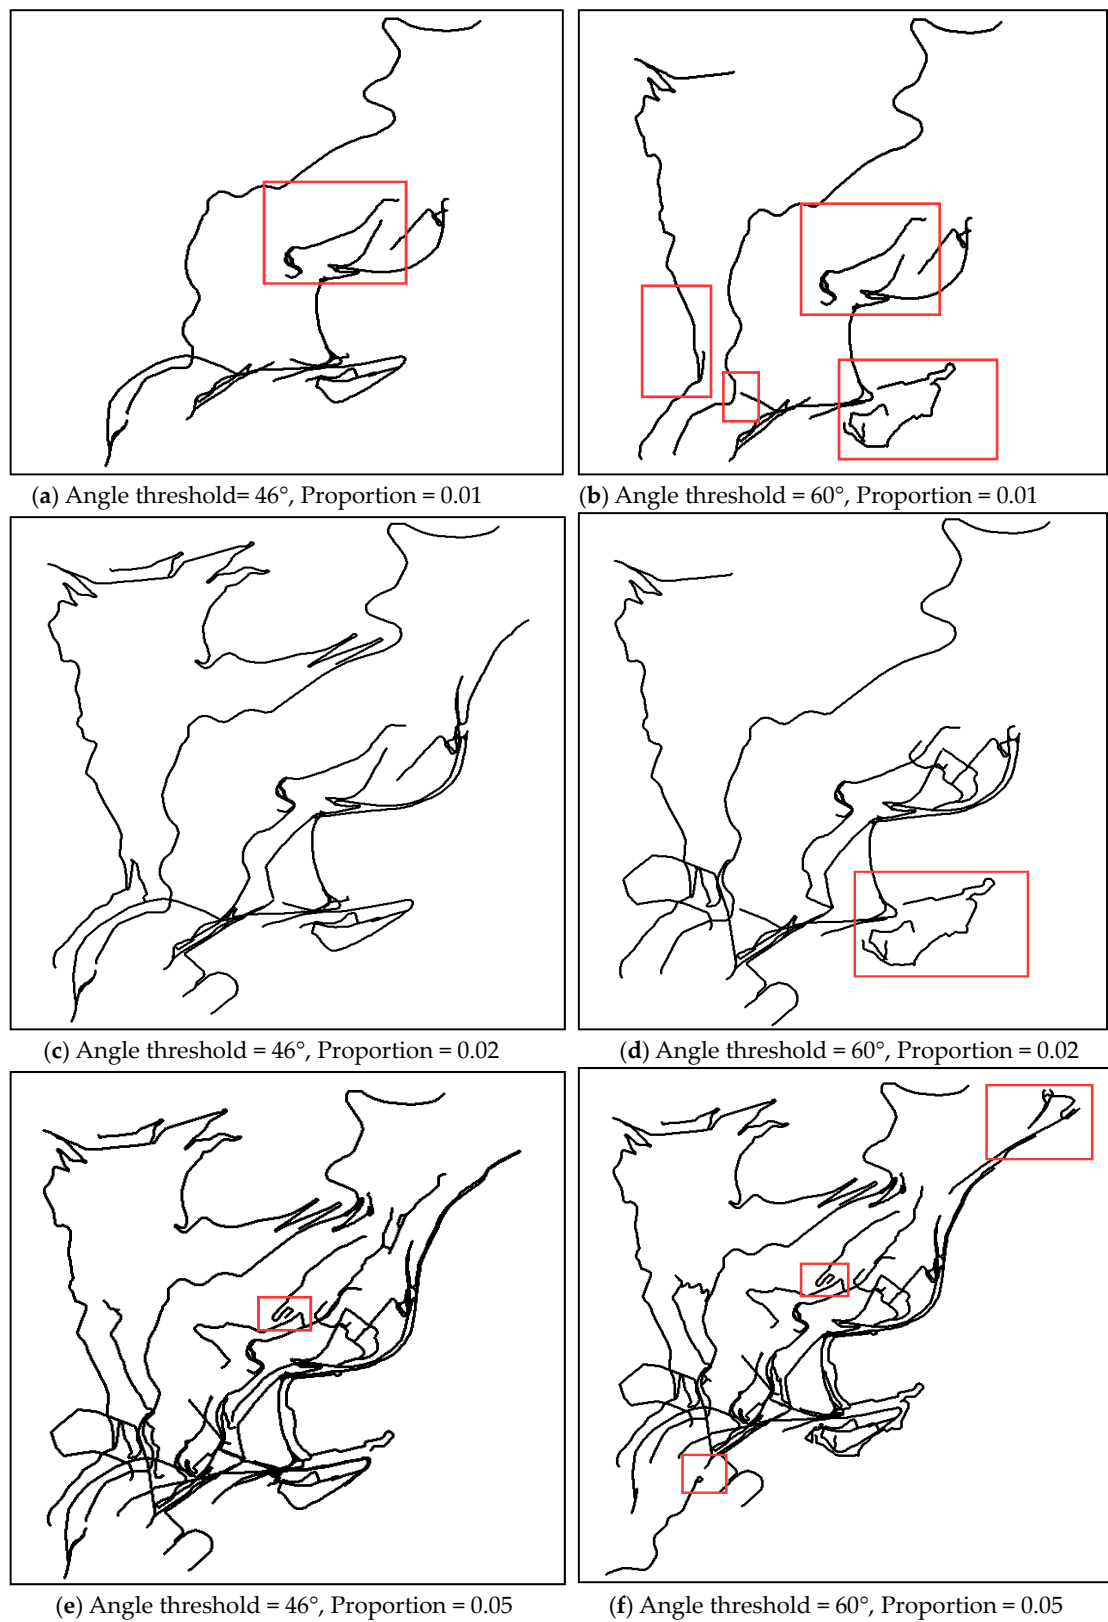 (a) Angle threshold= 46°, Proportion = 0.01
(b) Angle threshold = 60°, Proportion = 0.01
(c) Angle threshold = 46°, Proportion = 0.02
(d) Angle threshold = 60°, Proportion = 0.02
(e) Angle threshold = 46°, Proportion = 0.05
(f) Angle threshold = 60°, Proportion = 0.05